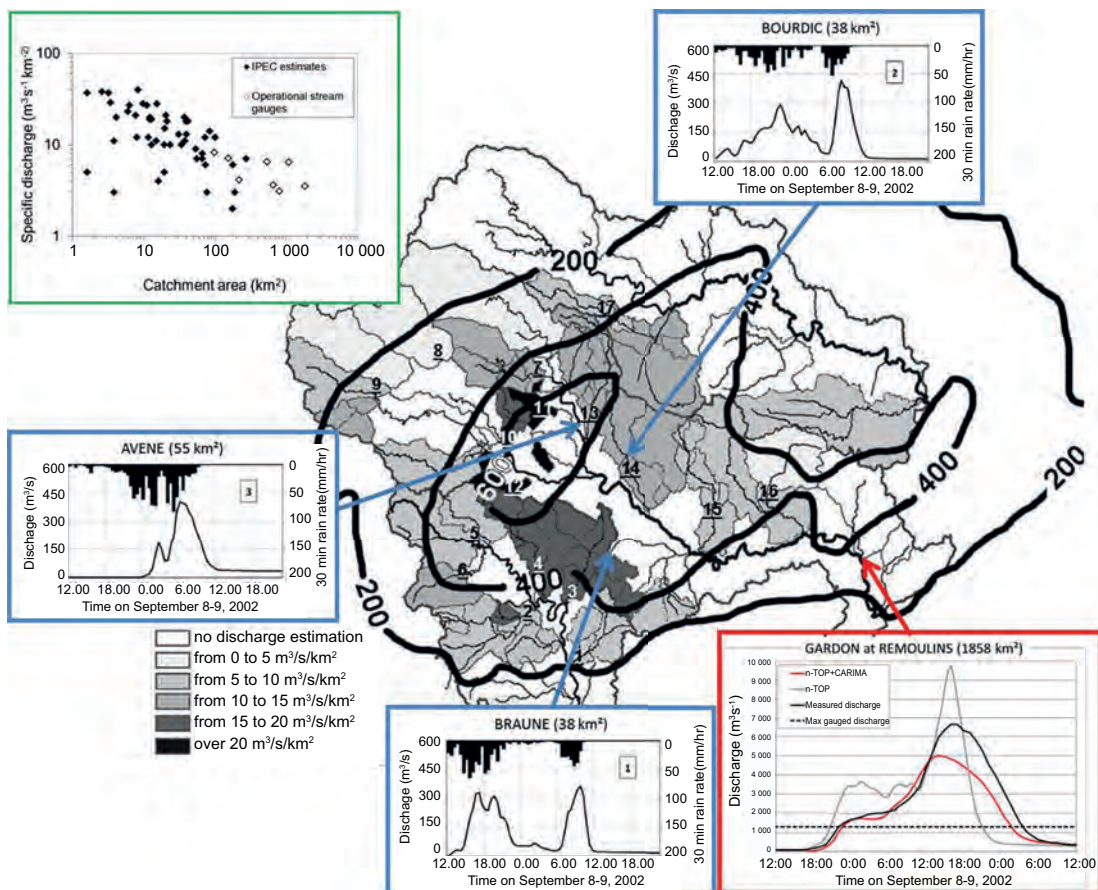 100
10
1
1
10
100
1 000
10 000
Specific discharge (m³ s⁻¹ km⁻²)
Catchment area (km²)
IPEC estimates
Operational stream
gauges
BOURDIC (38 km²)
600
450
300
150
0
Dischage (m³/s)
0
50
100
150
200
30 min rain rate(mm/hr)
2
12.00 18.00 0.00 6.00 12.00 18.00
Time on September 8-9, 2002
200
400
17
8
7
9
11
13
10
600
12
14
16
15
5
6
4
400
3
2
200
400
200
AVENE (55 km²)
600
450
300
150
0
Dischage (m³/s)
0
50
100
150
200
30 min rain rate(mm/hr)
3
12.00 18.00 0.00 6.00 12.00 18.00
Time on September 8-9, 2002
no discharge estimation
from 0 to 5 m³/s/km²
from 5 to 10 m³/s/km²
from 10 to 15 m³/s/km²
from 15 to 20 m³/s/km²
over 20 m³/s/km²
BRAUNE (38 km²)
600
450
300
150
0
Dischage (m³/s)
0
50
100
150
200
30 min rain rate(mm/hr)
1
12.00 18.00 0.00 6.00 12.00 18.00
Time on September 8-9, 2002
GARDON at REMOULINS (1858 km²)
10 000
9 000
8 000
7 000
6 000
5 000
4 000
3 000
2 000
1 000
0
Discharge (m³s⁻¹)
n-TOP+CARIMA
n-TOP
Measured discharge
Max gauged discharge
12:00 18:00 0:00 6:00 12:00 18:00 0:00 6:00 12:00
Time on September 8-9, 2002